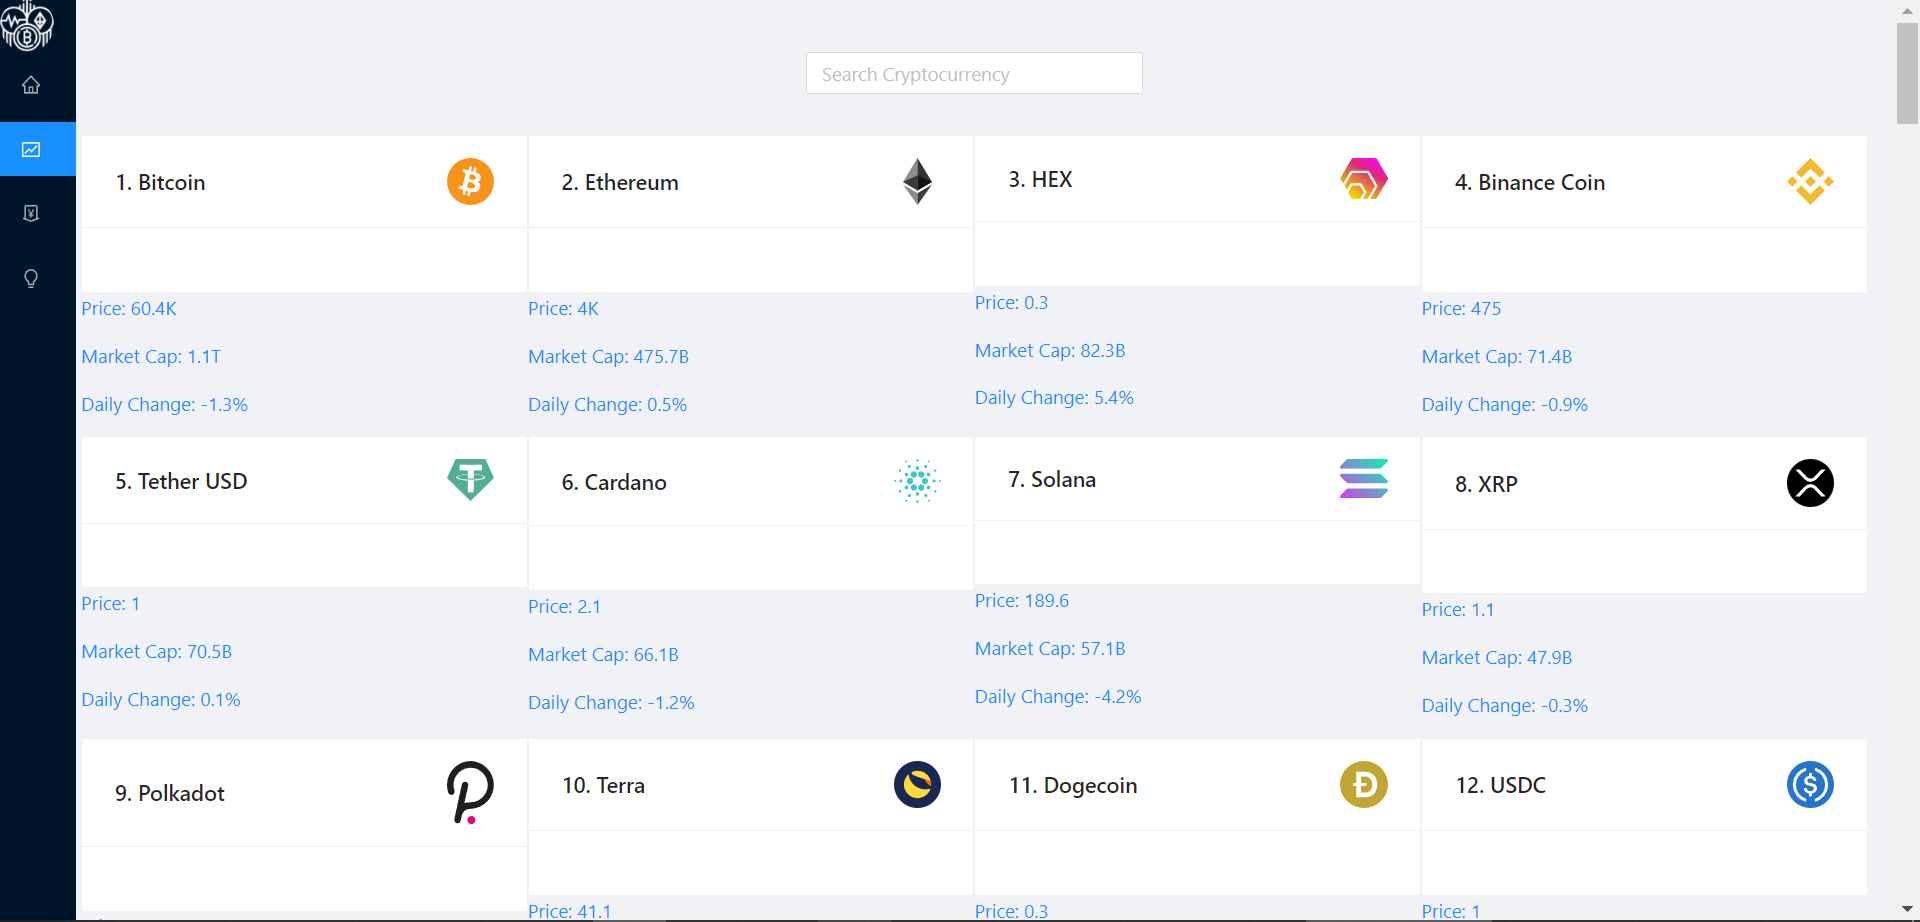 Search Cryptocurrency
1. Bitcoin
Price: 60.4K
Market Cap: 1.1T
Daily Change: -1.3%
2. Ethereum
Price: 4K
Market Cap: 475.7B
Daily Change: 0.5%
3. HEX
Price: 0.3
Market Cap: 82.3B
Daily Change: 5.4%
4. Binance Coin
Price: 475
Market Cap: 71.4B
Daily Change: -0.9%
5. Tether USD
Price: 1
Market Cap: 70.5B
Daily Change: 0.1%
6. Cardano
Price: 2.1
Market Cap: 66.1B
Daily Change: -1.2%
7. Solana
Price: 189.6
Market Cap: 57.1B
Daily Change: -4.2%
8. XRP
Price: 1.1
Market Cap: 47.9B
Daily Change: -0.3%
9. Polkadot
10. Terra
Price: 41.1
11. Dogecoin
Price: 0.3
12. USDC
Price: 1